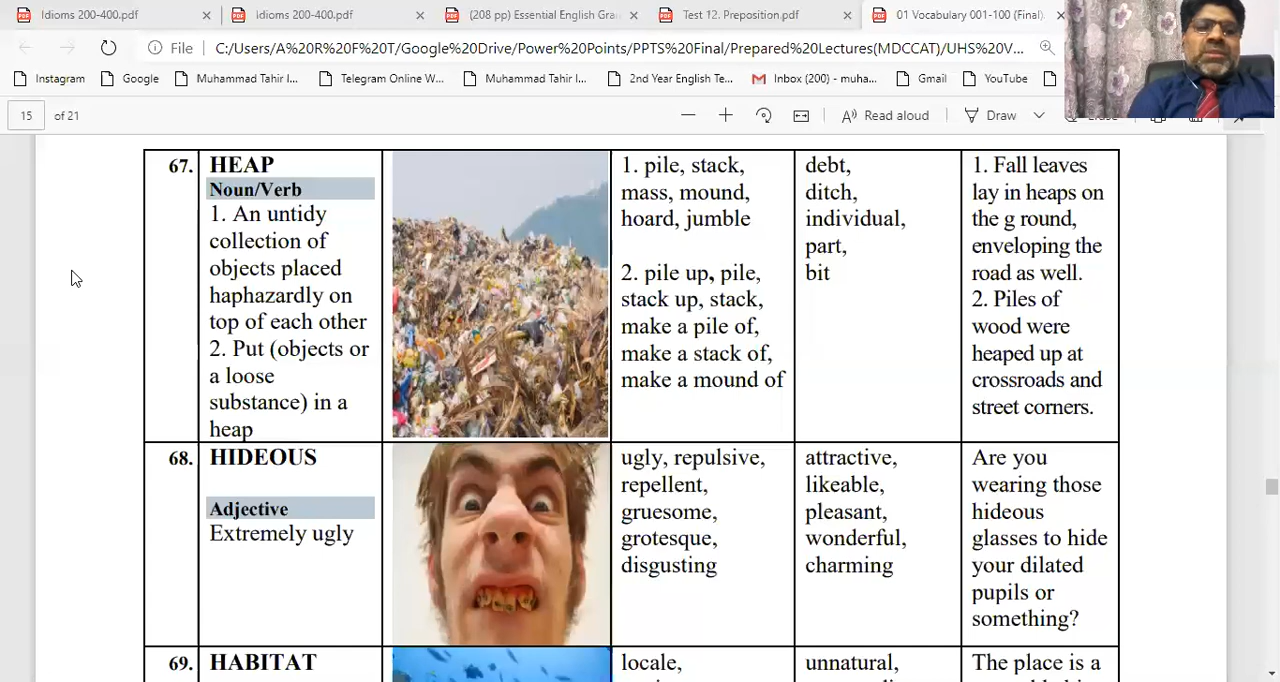 Idioms 200-400.pdf
Idioms 200-400.pdf
(208 pp) Essential English Gra
Test 12. Preposition.pdf
01 Vocabulary 001-100 (Final).
File
C:/Users/A%20R%20F%20T/Google%20Drive/Power%20Points/PPTS%20Final/Prepared%20Lectures(MDCCAT)/UHS%20V...
Instagram
Google
Muhammad Tahir I...
Telegram Online W...
Muhammad Tahir I...
2nd Year English Te...
Inbox (200) - muha...
Gmail
YouTube
15 of 21
Read aloud
Draw
67.
HEAP
Noun/Verb
1. An untidy
collection of
objects placed
haphazardly on
top of each other
2. Put (objects or
a loose
substance) in a
heap
1. pile, stack,
mass, mound,
hoard, jumble
2. pile up, pile,
stack up, stack,
make a pile of,
make a stack of,
make a mound of
debt,
ditch,
individual,
part,
bit
1. Fall leaves
lay in heaps on
the g round,
enveloping the
road as well.
2. Piles of
wood were
heaped up at
crossroads and
street corners.
68.
HIDEOUS
Adjective
Extremely ugly
ugly, repulsive,
repellent,
gruesome,
grotesque,
disgusting
attractive,
likeable,
pleasant,
wonderful,
charming
Are you
wearing those
hideous
glasses to hide
your dilated
pupils or
something?
69.
HABITAT
locale,
unnatural,
The place is a